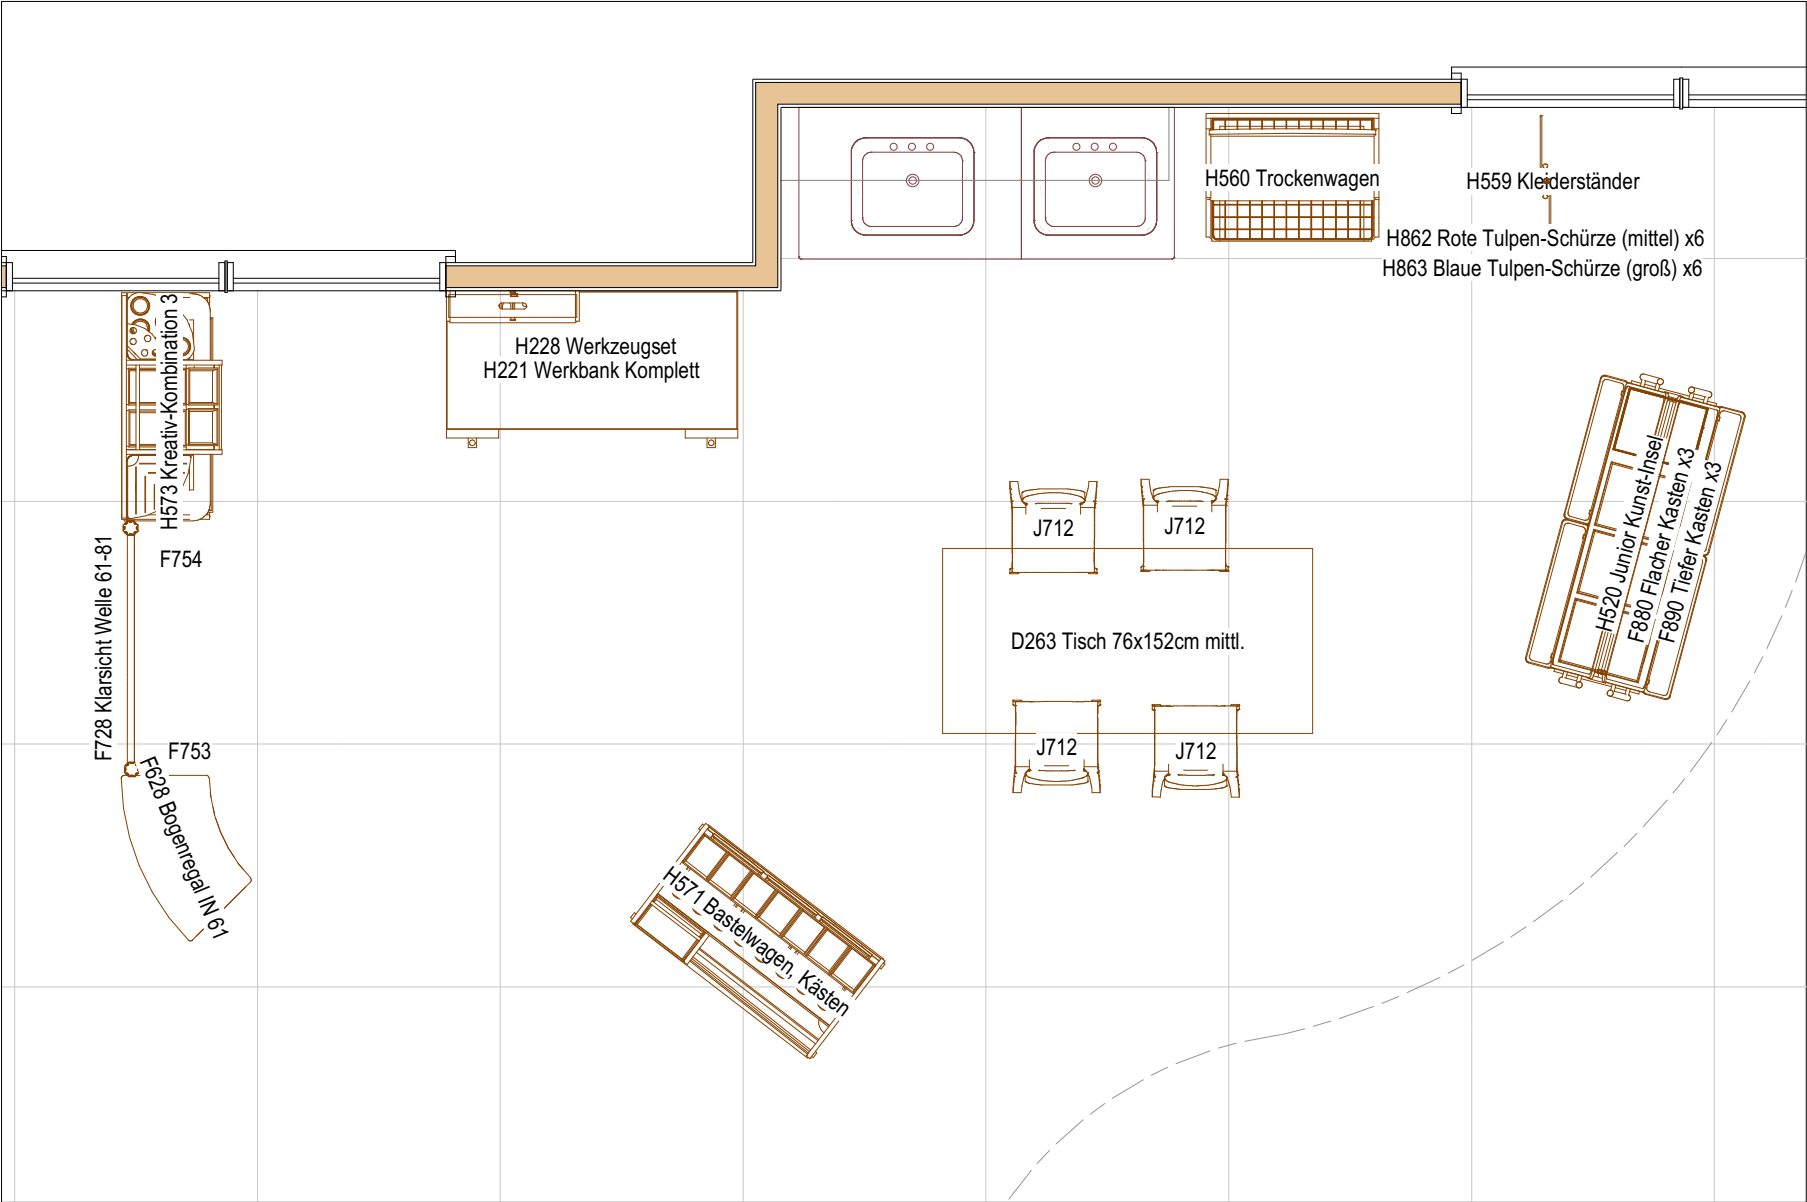 H560 Trockenwagen
H559 Kleiderständer
H862 Rote Tulpen-Schürze (mittel) x6
H863 Blaue Tulpen-Schürze (groß) x6
H573 Kreativ-Kombination 3
H228 Werkzeugset
H221 Werkbank Komplett
H520 Junior Kunst-Insel
F880 Flacher Kasten x3
F890 Tiefer Kasten x3
J712
J712
F754
F728 Klarsicht Welle 61-81
D263 Tisch 76x152cm mittl.
F753
J712
J712
F628 Bogenregal IN 61
H571 Bastelwagen, Kästen